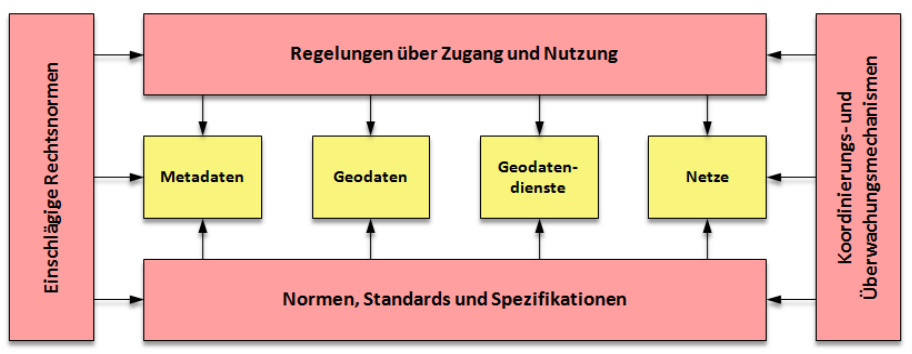 Einschlägige Rechtsnormen
Regelungen über Zugang und Nutzung
Metadaten
Geodaten
Geodaten-
dienste
Netze
Normen, Standards und Spezifikationen
Koordinierungs- und
Überwachungsmechanismen